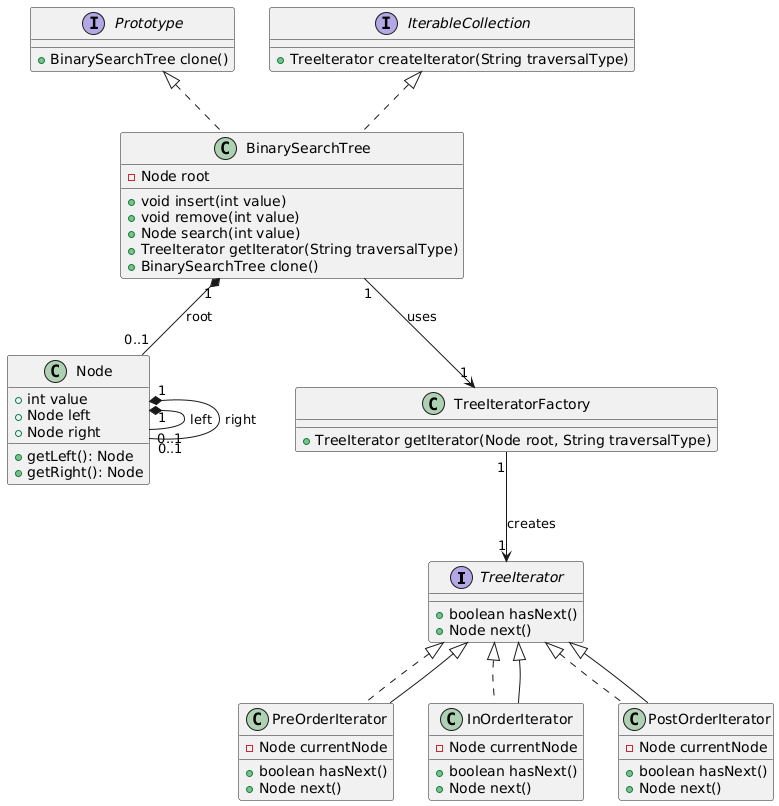 I Prototype
BinarySearchTree clone()
I IterableCollection
TreeIterator createIterator(String traversalType)
C BinarySearchTree
Node root
void insert(int value)
void remove(int value)
Node search(int value)
TreeIterator getIterator(String traversalType)
BinarySearchTree clone()
1
1
root
uses
0..1
1
C Node
int value
Node left
Node right
getLeft(): Node
getRight(): Node
1
1
left
right
0..1
0..1
C TreeIteratorFactory
TreeIterator getIterator(Node root, String traversalType)
1
creates
1
I TreeIterator
boolean hasNext()
Node next()
C PreOrderIterator
Node currentNode
boolean hasNext()
Node next()
C InOrderIterator
Node currentNode
boolean hasNext()
Node next()
C PostOrderIterator
Node currentNode
boolean hasNext()
Node next()